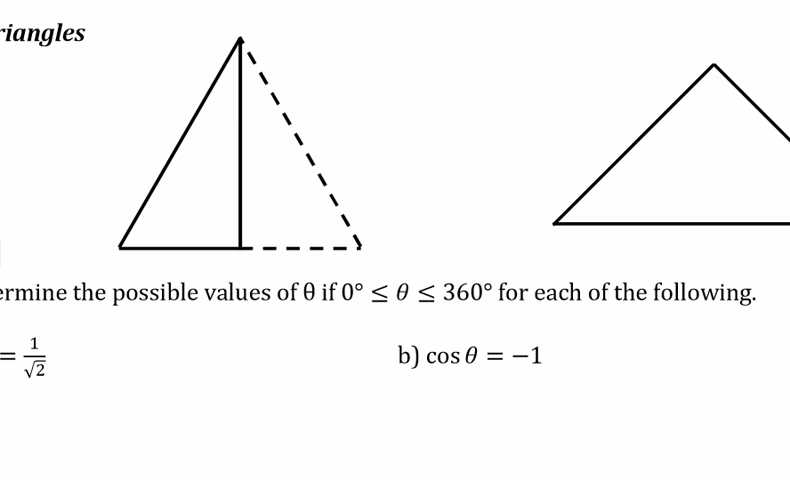 riangles
ermine the possible values of θ if 0° ≤ θ ≤ 360° for each of the following.
= 1/√2
b) cos θ = −1